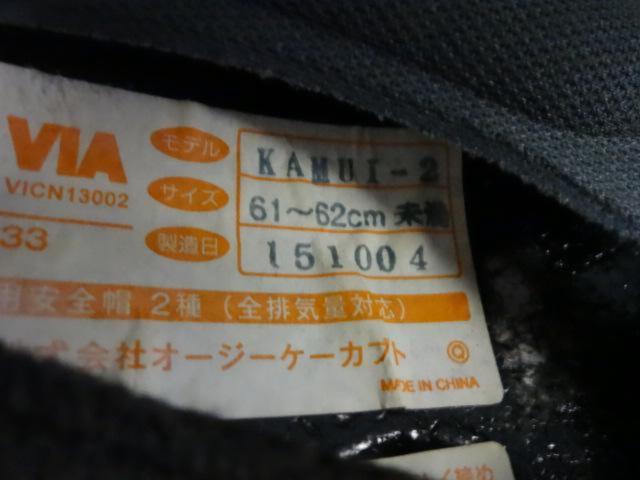 VIA
モデル KAMUI-2
VICN13002
サイズ 61～62cm 未満
33
製造日 151004
用安全帽 2種 (全排気量対応)
式会社オージーケーカブト
MADE IN CHINA